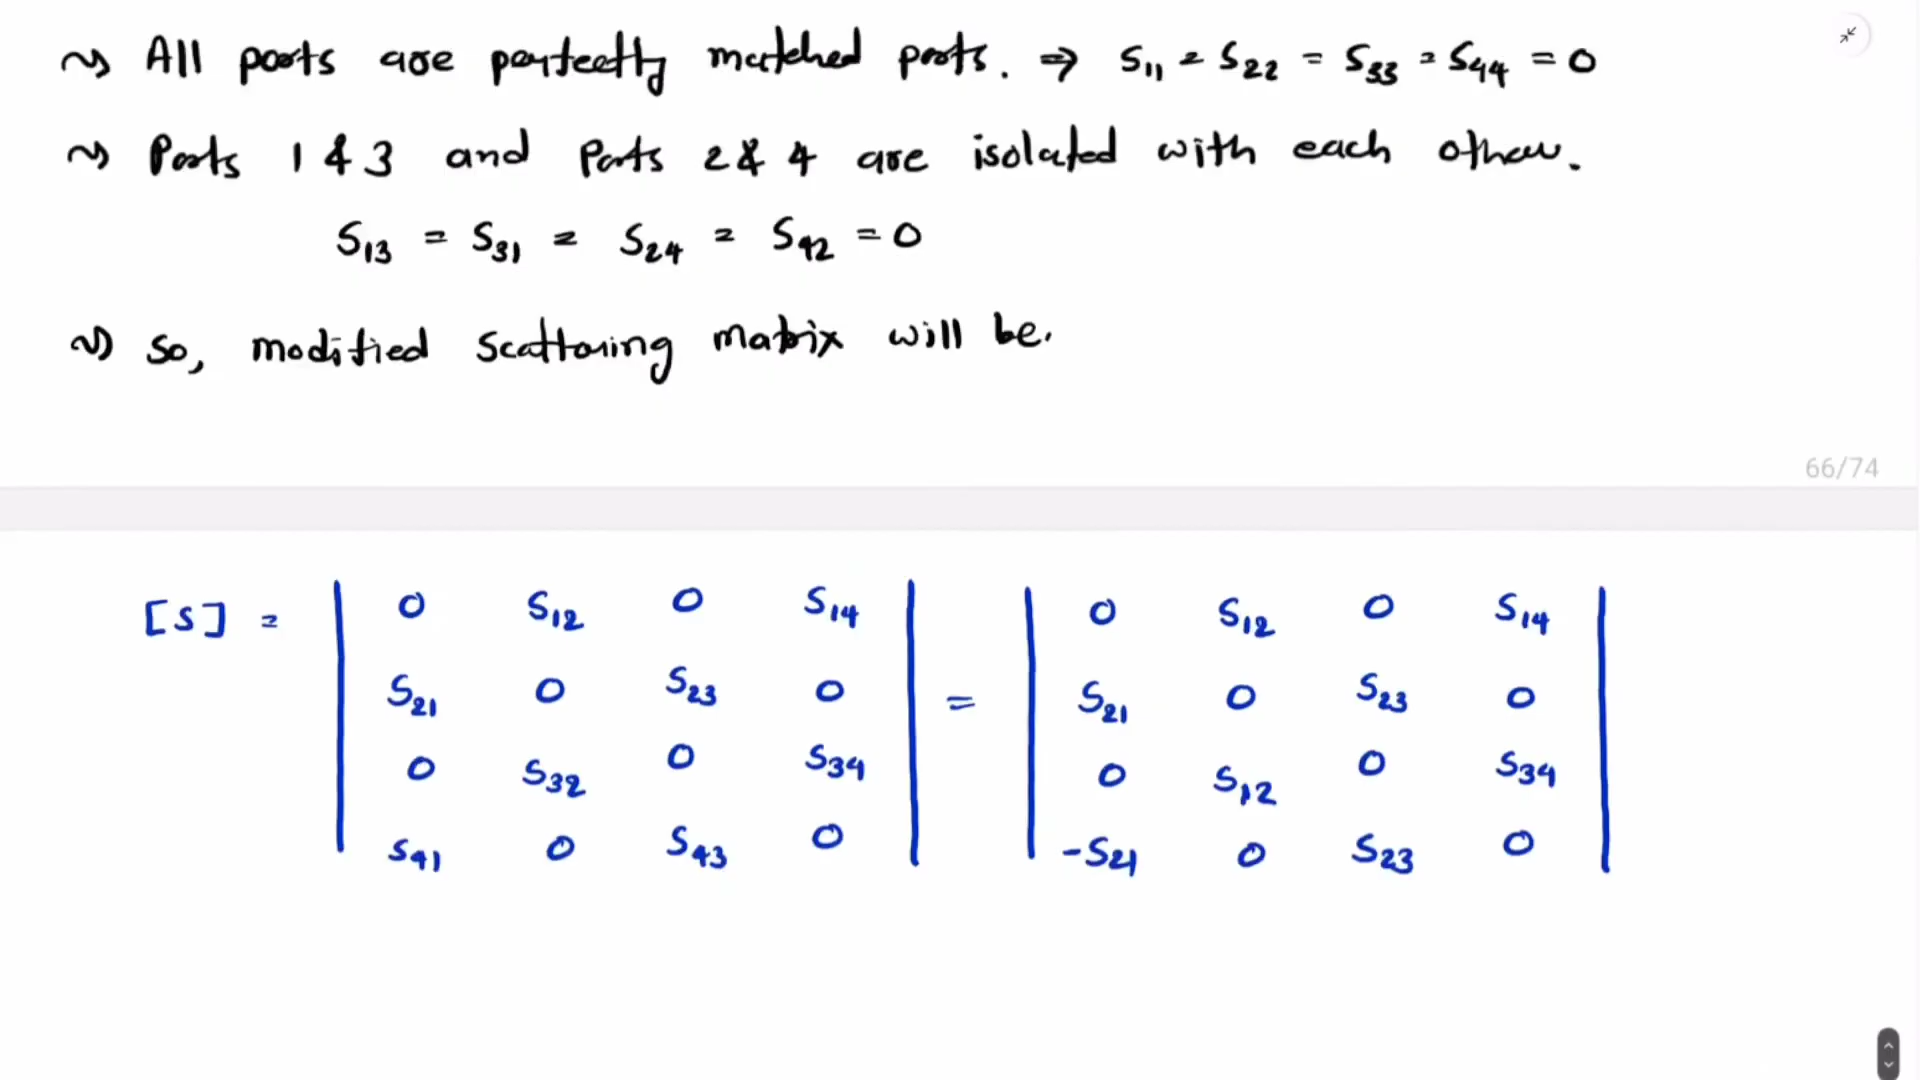 ~> All ports are perfectly matched ports. => S11 = S22 = S33 = S44 = 0
~> Ports 1 & 3 and Ports 2 & 4 are isolated with each other.
S13 = S31 = S24 = S42 = 0
~> So, modified scattering matrix will be.
66/74
[S] = | 0 S12 0 S14 | = | 0 S12 0 S14 |
| S21 0 S23 0 | | S21 0 S23 0 |
| 0 S32 0 S34 | | 0 S12 0 S34 |
| S41 0 S43 0 | | -S21 0 S23 0 |